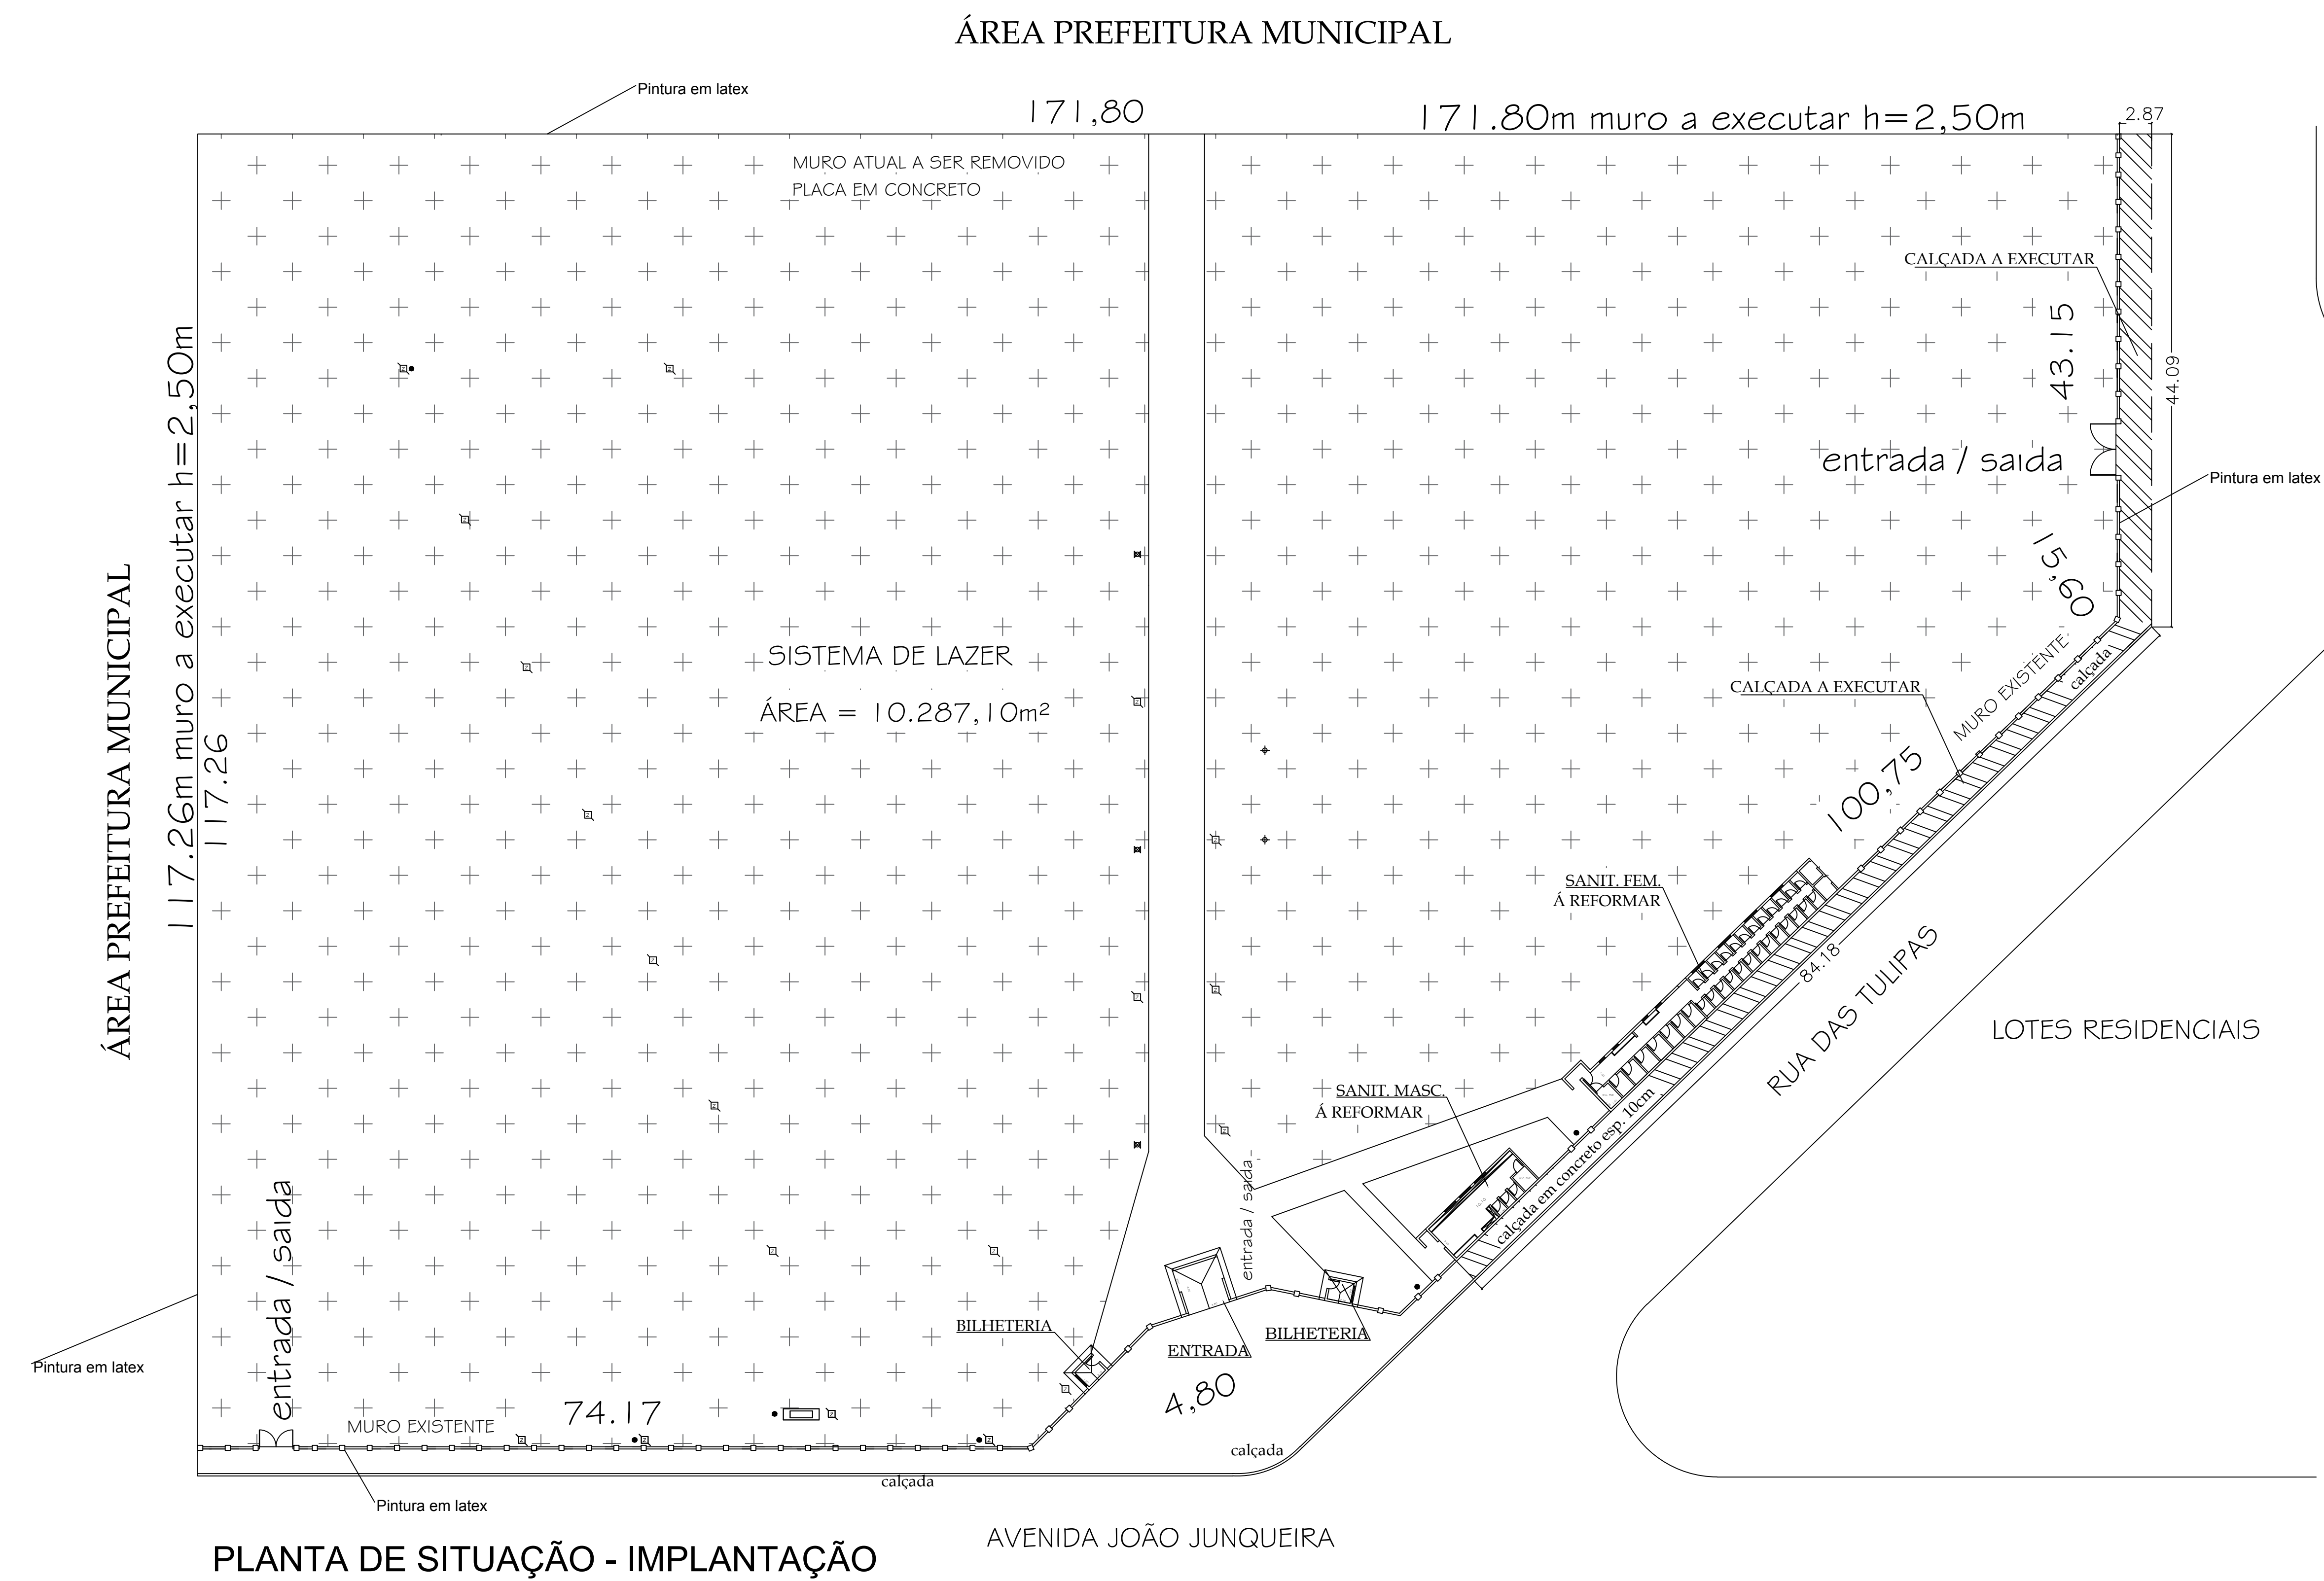 ÁREA PREFEITURA MUNICIPAL
Pintura em latex
171,80
171.80m muro a executar h=2,50m
2.87
MURO ATUAL A SER REMOVIDO
PLACA EM CONCRETO
CALÇADA A EXECUTAR
43.15
44.09
entrada / saída
Pintura em latex
15,60
ÁREA PREFEITURA MUNICIPAL
117.26m muro a executar h=2,50m
117.26
SISTEMA DE LAZER
ÁREA = 10.287,10m²
MURO EXISTENTE
calçada
CALÇADA A EXECUTAR
100,75
SANIT. FEM.
Á REFORMAR
84.18
RUA DAS TULIPAS
LOTES RESIDENCIAIS
SANIT. MASC.
Á REFORMAR
calçada em concreto esp. 10cm
entrada / saída
entrada / saída
BILHETERIA
ENTRADA
BILHETERIA
Pintura em latex
4,80
MURO EXISTENTE
74.17
calçada
calçada
Pintura em latex
AVENIDA JOÃO JUNQUEIRA
PLANTA DE SITUAÇÃO - IMPLANTAÇÃO